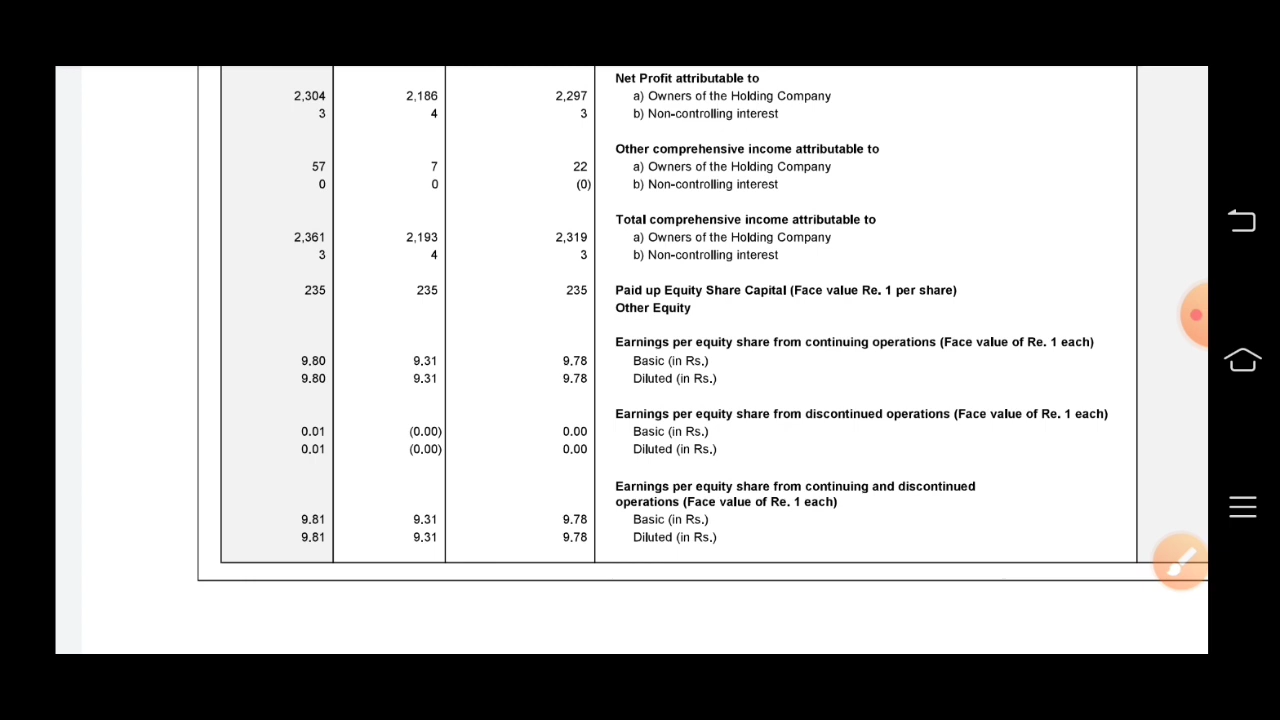 Net Profit attributable to
2,304 2,186 2,297 a) Owners of the Holding Company
3 4 3 b) Non-controlling interest
Other comprehensive income attributable to
57 7 22 a) Owners of the Holding Company
0 0 (0) b) Non-controlling interest
Total comprehensive income attributable to
2,361 2,193 2,319 a) Owners of the Holding Company
3 4 3 b) Non-controlling interest
235 235 235 Paid up Equity Share Capital (Face value Re. 1 per share)
Other Equity
Earnings per equity share from continuing operations (Face value of Re. 1 each)
9.80 9.31 9.78 Basic (in Rs.)
9.80 9.31 9.78 Diluted (in Rs.)
Earnings per equity share from discontinued operations (Face value of Re. 1 each)
0.01 (0.00) 0.00 Basic (in Rs.)
0.01 (0.00) 0.00 Diluted (in Rs.)
Earnings per equity share from continuing and discontinued
operations (Face value of Re. 1 each)
9.81 9.31 9.78 Basic (in Rs.)
9.81 9.31 9.78 Diluted (in Rs.)